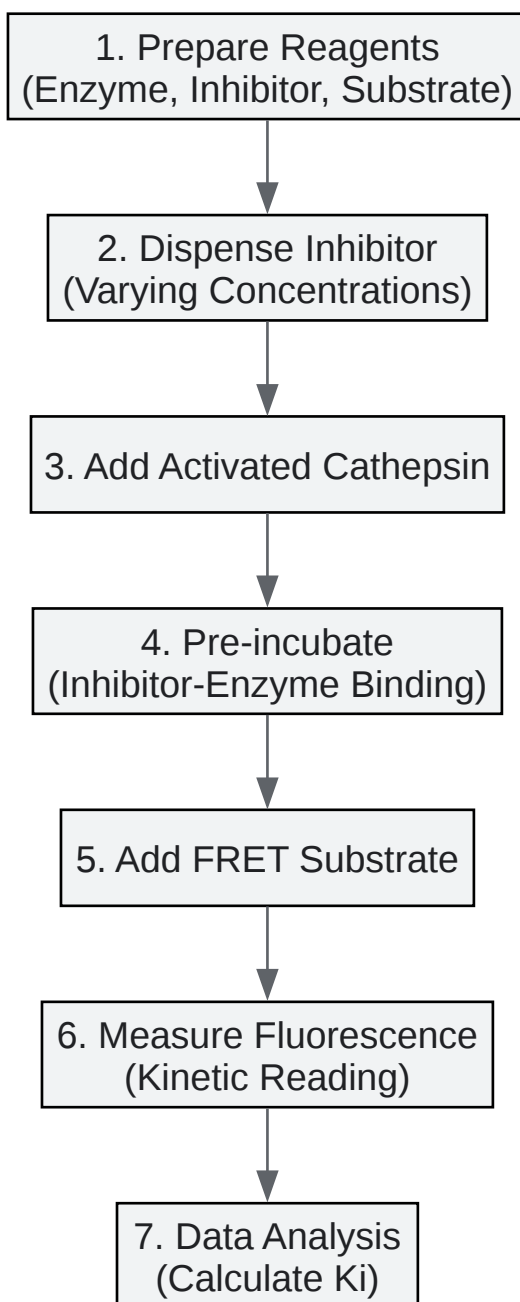 1. Prepare Reagents
(Enzyme, Inhibitor, Substrate)
2. Dispense Inhibitor
(Varying Concentrations)
3. Add Activated Cathepsin
4. Pre-incubate
(Inhibitor-Enzyme Binding)
5. Add FRET Substrate
6. Measure Fluorescence
(Kinetic Reading)
7. Data Analysis
(Calculate Ki)